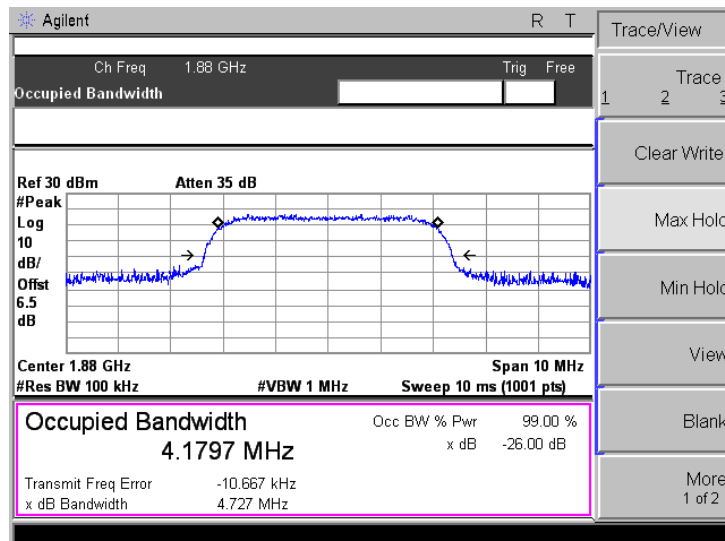 Agilent R T
Trace/View
Ch Freq 1.88 GHz Trig Free
Occupied Bandwidth
Trace
1 2 3
Clear Write
Max Hold
Min Hold
View
Blank
More
1 of 2
Ref 30 dBm Atten 35 dB
#Peak
Log
10
dB/
Offst
6.5
dB
Center 1.88 GHz Span 10 MHz
#Res BW 100 kHz #VBW 1 MHz Sweep 10 ms (1001 pts)
Occupied Bandwidth Occ BW % Pwr 99.00 %
4.1797 MHz x dB -26.00 dB
Transmit Freq Error -10.667 kHz
x dB Bandwidth 4.727 MHz